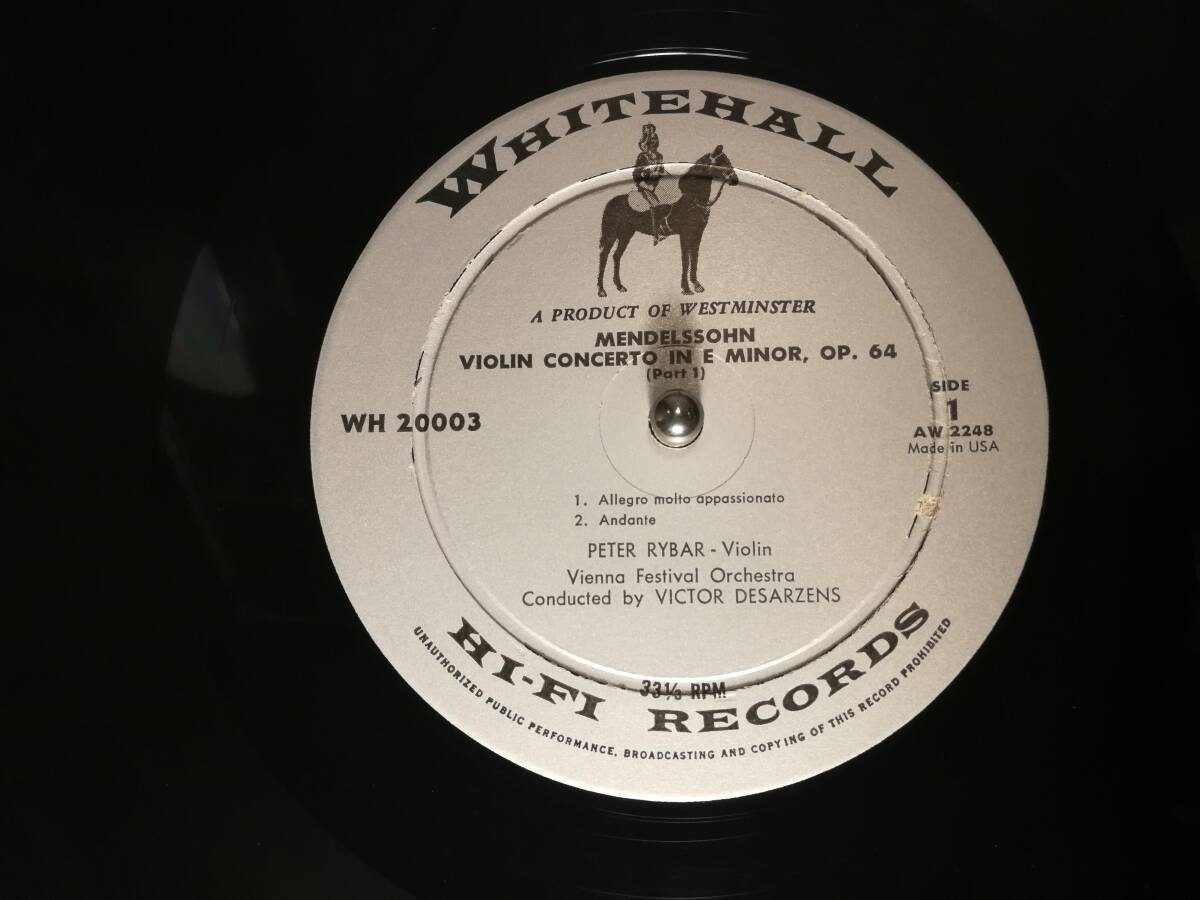 WHITEHALL
A PRODUCT OF WESTMINSTER
MENDELSSOHN
VIOLIN CONCERTO IN E MINOR, OP. 64
(Part 1)
WH 20003
SIDE
1
AW 2248
Made in USA
1. Allegro molto appassionato
2. Andante
PETER RYBAR - Violin
Vienna Festival Orchestra
Conducted by VICTOR DESARZENS
33⅓ RPM
HI-FI RECORDS
UNAUTHORIZED PUBLIC PERFORMANCE, BROADCASTING AND COPYING OF THIS RECORD PROHIBITED